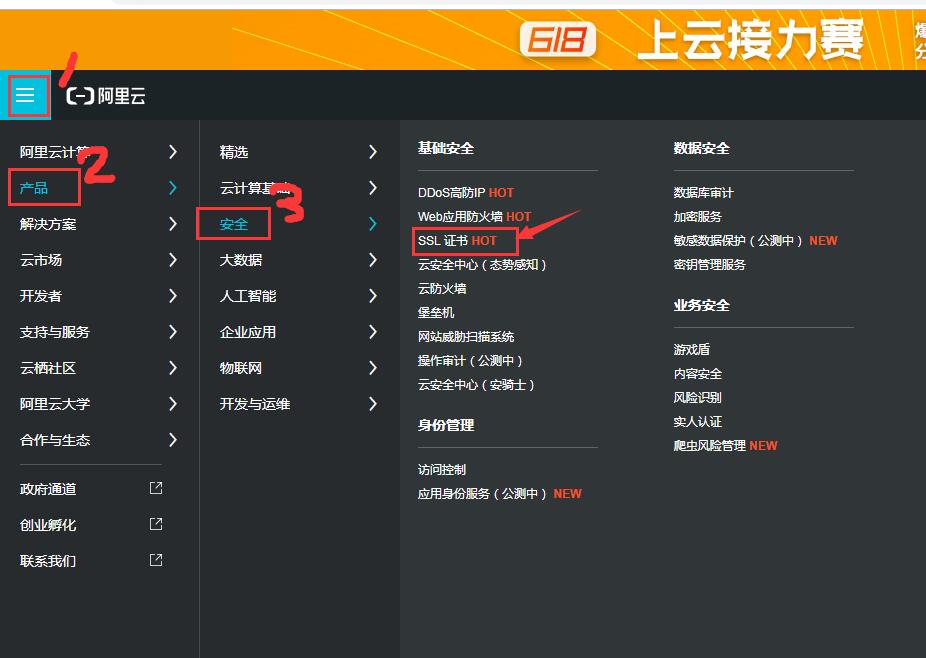 618 上云接力赛
1
阿里云
阿里云计算
2
产品
解决方案
云市场
开发者
支持与服务
云栖社区
阿里云大学
合作与生态
政府通道
创业孵化
联系我们
精选
云计算基础
3
安全
大数据
人工智能
企业应用
物联网
开发与运维
基础安全
DDoS高防IP HOT
Web应用防火墙 HOT
SSL 证书 HOT
云安全中心（态势感知）
云防火墙
堡垒机
网站威胁扫描系统
操作审计（公测中）
云安全中心（安骑士）
身份管理
访问控制
应用身份服务（公测中） NEW
数据安全
数据库审计
加密服务
敏感数据保护（公测中） NEW
密钥管理服务
业务安全
游戏盾
内容安全
风险识别
实人认证
爬虫风险管理 NEW